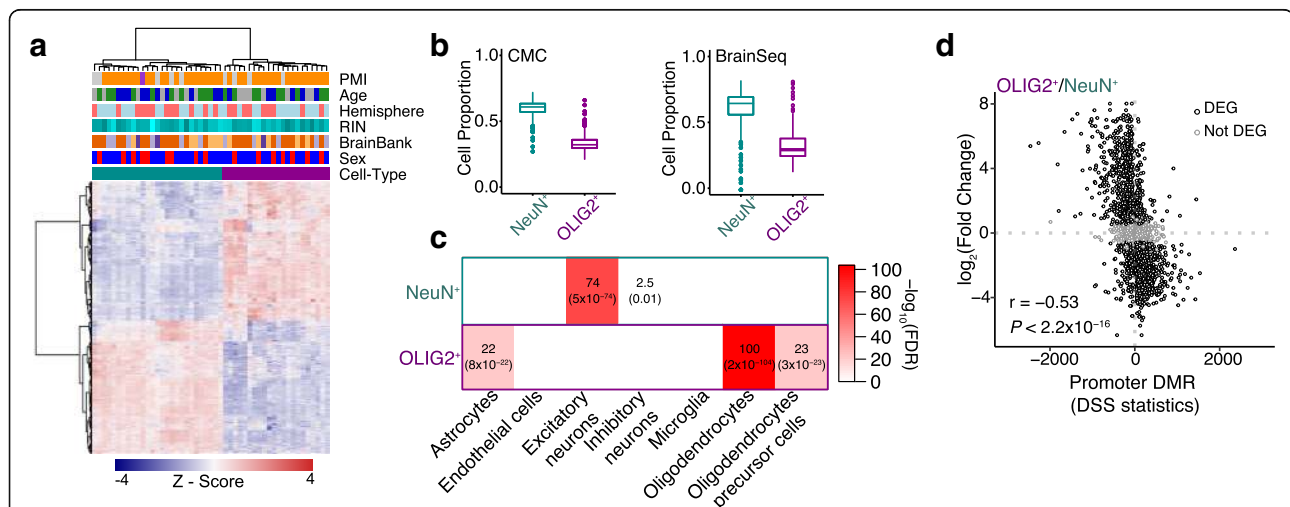 a
PMI
Age
Hemisphere
RIN
BrainBank
Sex
Cell-Type
-4
Z - Score
4
b
CMC
Cell Proportion
1.0
0.5
0.0
NeuN⁺
OLIG2⁺
BrainSeq
Cell Proportion
1.0
0.5
0.0
NeuN⁺
OLIG2⁺
c
NeuN⁺
74
(5x10⁻⁷⁴)
2.5
(0.01)
OLIG2⁺
22
(8x10⁻²²)
100
(2x10⁻¹⁰⁴)
23
(3x10⁻²³)
Astrocytes
Endothelial cells
Excitatory
neurons
Inhibitory
neurons
Microglia
Oligodendrocytes
Oligodendrocytes
precursor cells
100
80
60
40
20
0
−log₁₀(FDR)
d
OLIG2⁺/NeuN⁺
DEG
Not DEG
log₂(Fold Change)
8
4
0
−4
r = −0.53
P < 2.2x10⁻¹⁶
−2000
0
2000
Promoter DMR
(DSS statistics)